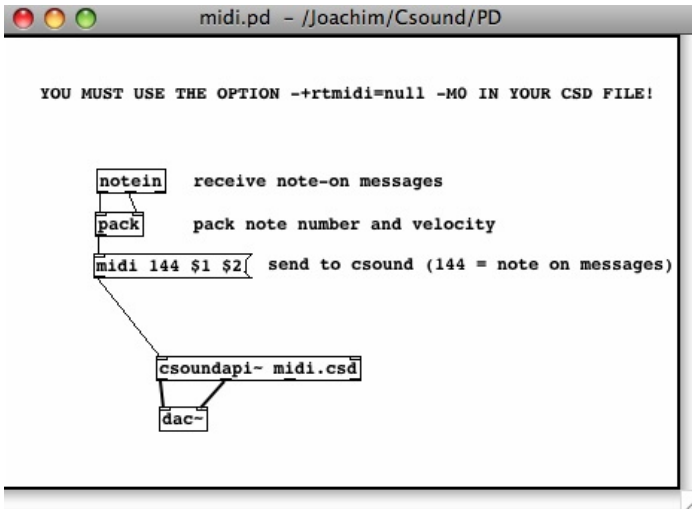 midi.pd - /Joachim/Csound/PD
YOU MUST USE THE OPTION -+rtmidi=null -M0 IN YOUR CSD FILE!
notein receive note-on messages
pack pack note number and velocity
midi 144 $1 $2 send to csound (144 = note on messages)
csoundapi~ midi.csd
dac~